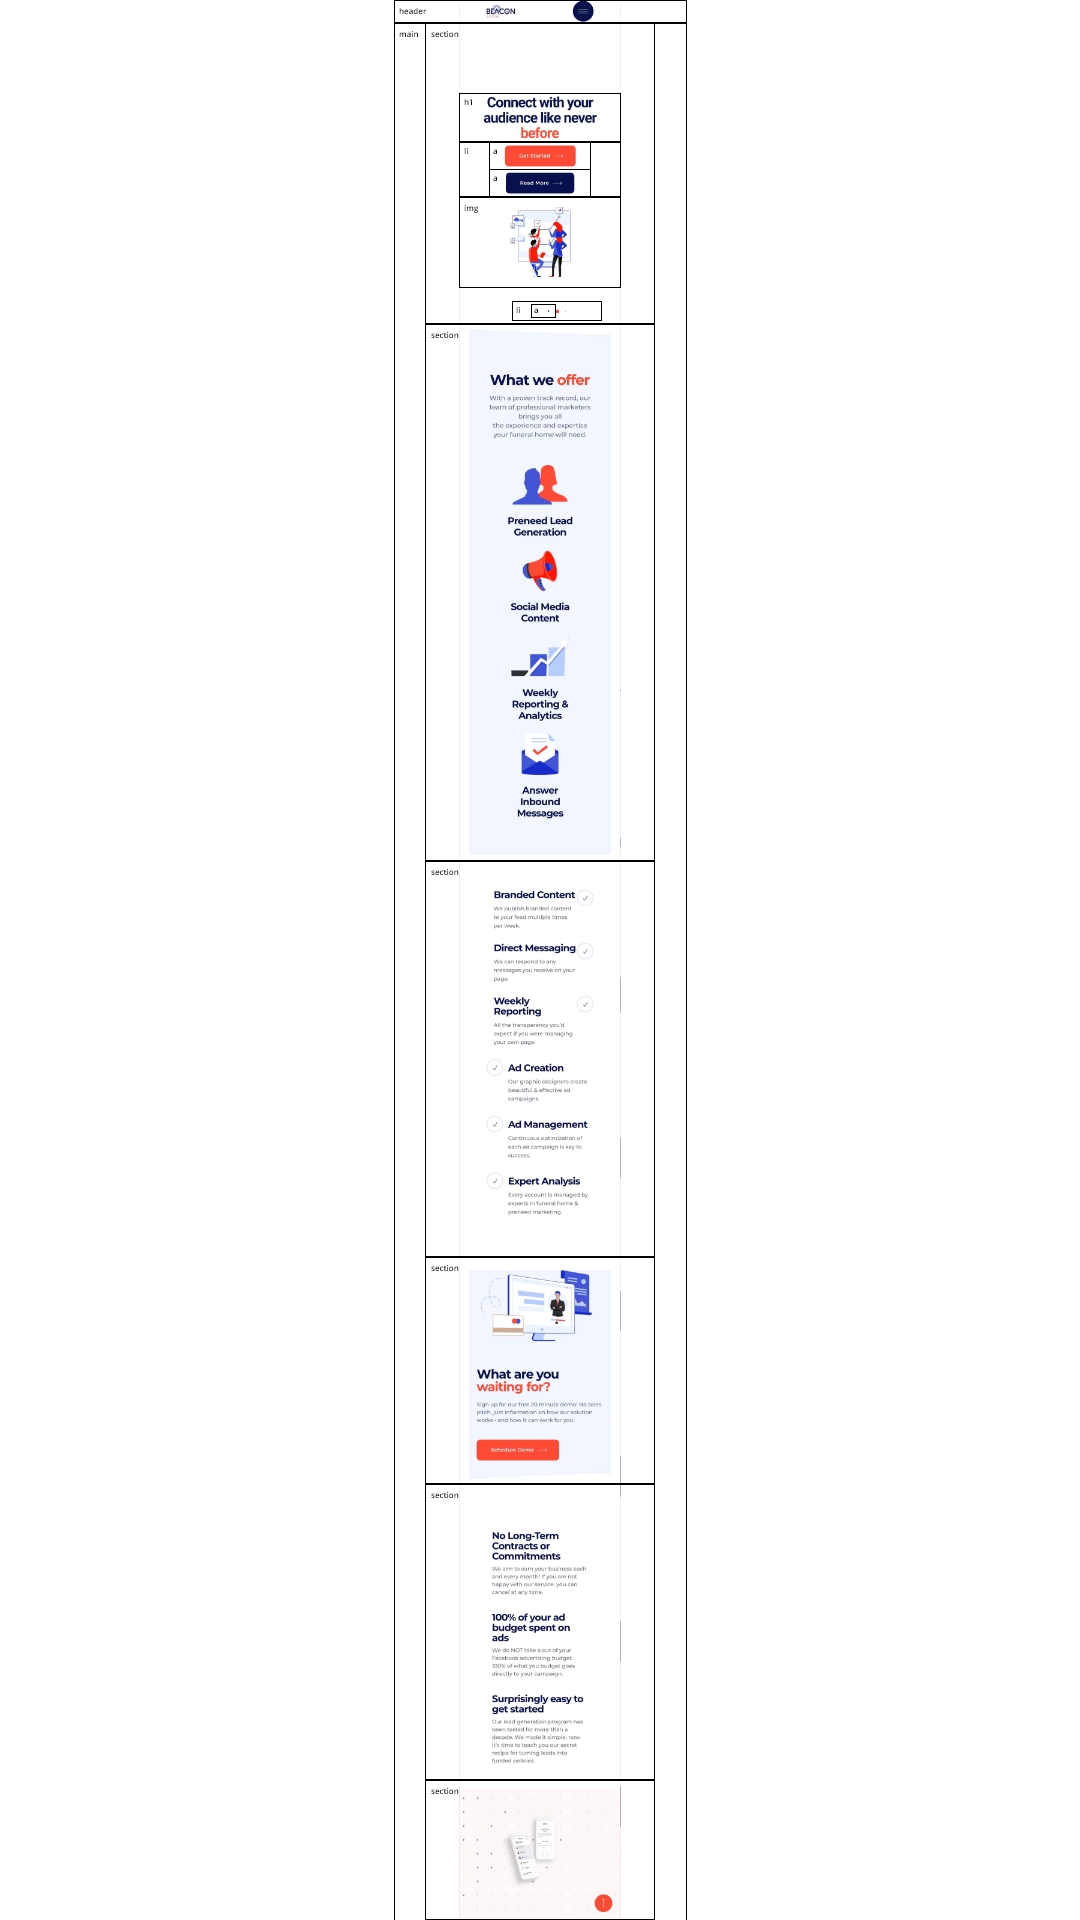 header
BEACON
main
section
h1
Connect with your
audience like never
before
li
a
Get Started
a
Read More
img
li
a
section
What we offer
With a proven track record, our
team of professional marketers
brings you all
the experience and expertise
your funeral home will need.
Preneed Lead
Generation
Social Media
Content
Weekly
Reporting &
Analytics
Answer
Inbound
Messages
section
Branded Content
We publish branded content
to your feed multiple times
per week.
Direct Messaging
We can respond to any
messages you receive on your
page.
Weekly
Reporting
All the transparency you'd
expect if you were managing
your own page.
Ad Creation
Our graphic designers create
beautiful & effective ad
campaigns.
Ad Management
Continuous optimization of
each ad campaign is key to
success.
Expert Analysis
Every account is managed by
experts in funeral home &
preneed marketing.
section
What are you
waiting for?
Sign up for our free 20 minute demo! No sales
pitch, just information on how our solution
works - and how it can work for you.
Schedule Demo
section
No Long-Term
Contracts or
Commitments
We aim to earn your business each
and every month! If you are not
happy with our service, you can
cancel at any time.
100% of your ad
budget spent on
ads
We do NOT take a cut of your
Facebook advertising budget.
100% of what you budget goes
directly to your campaign.
Surprisingly easy to
get started
Our lead generation program has
been tested for more than a
decade. We made it simple, now
it's time to teach you our secret
recipe for turning leads into
funded policies.
section